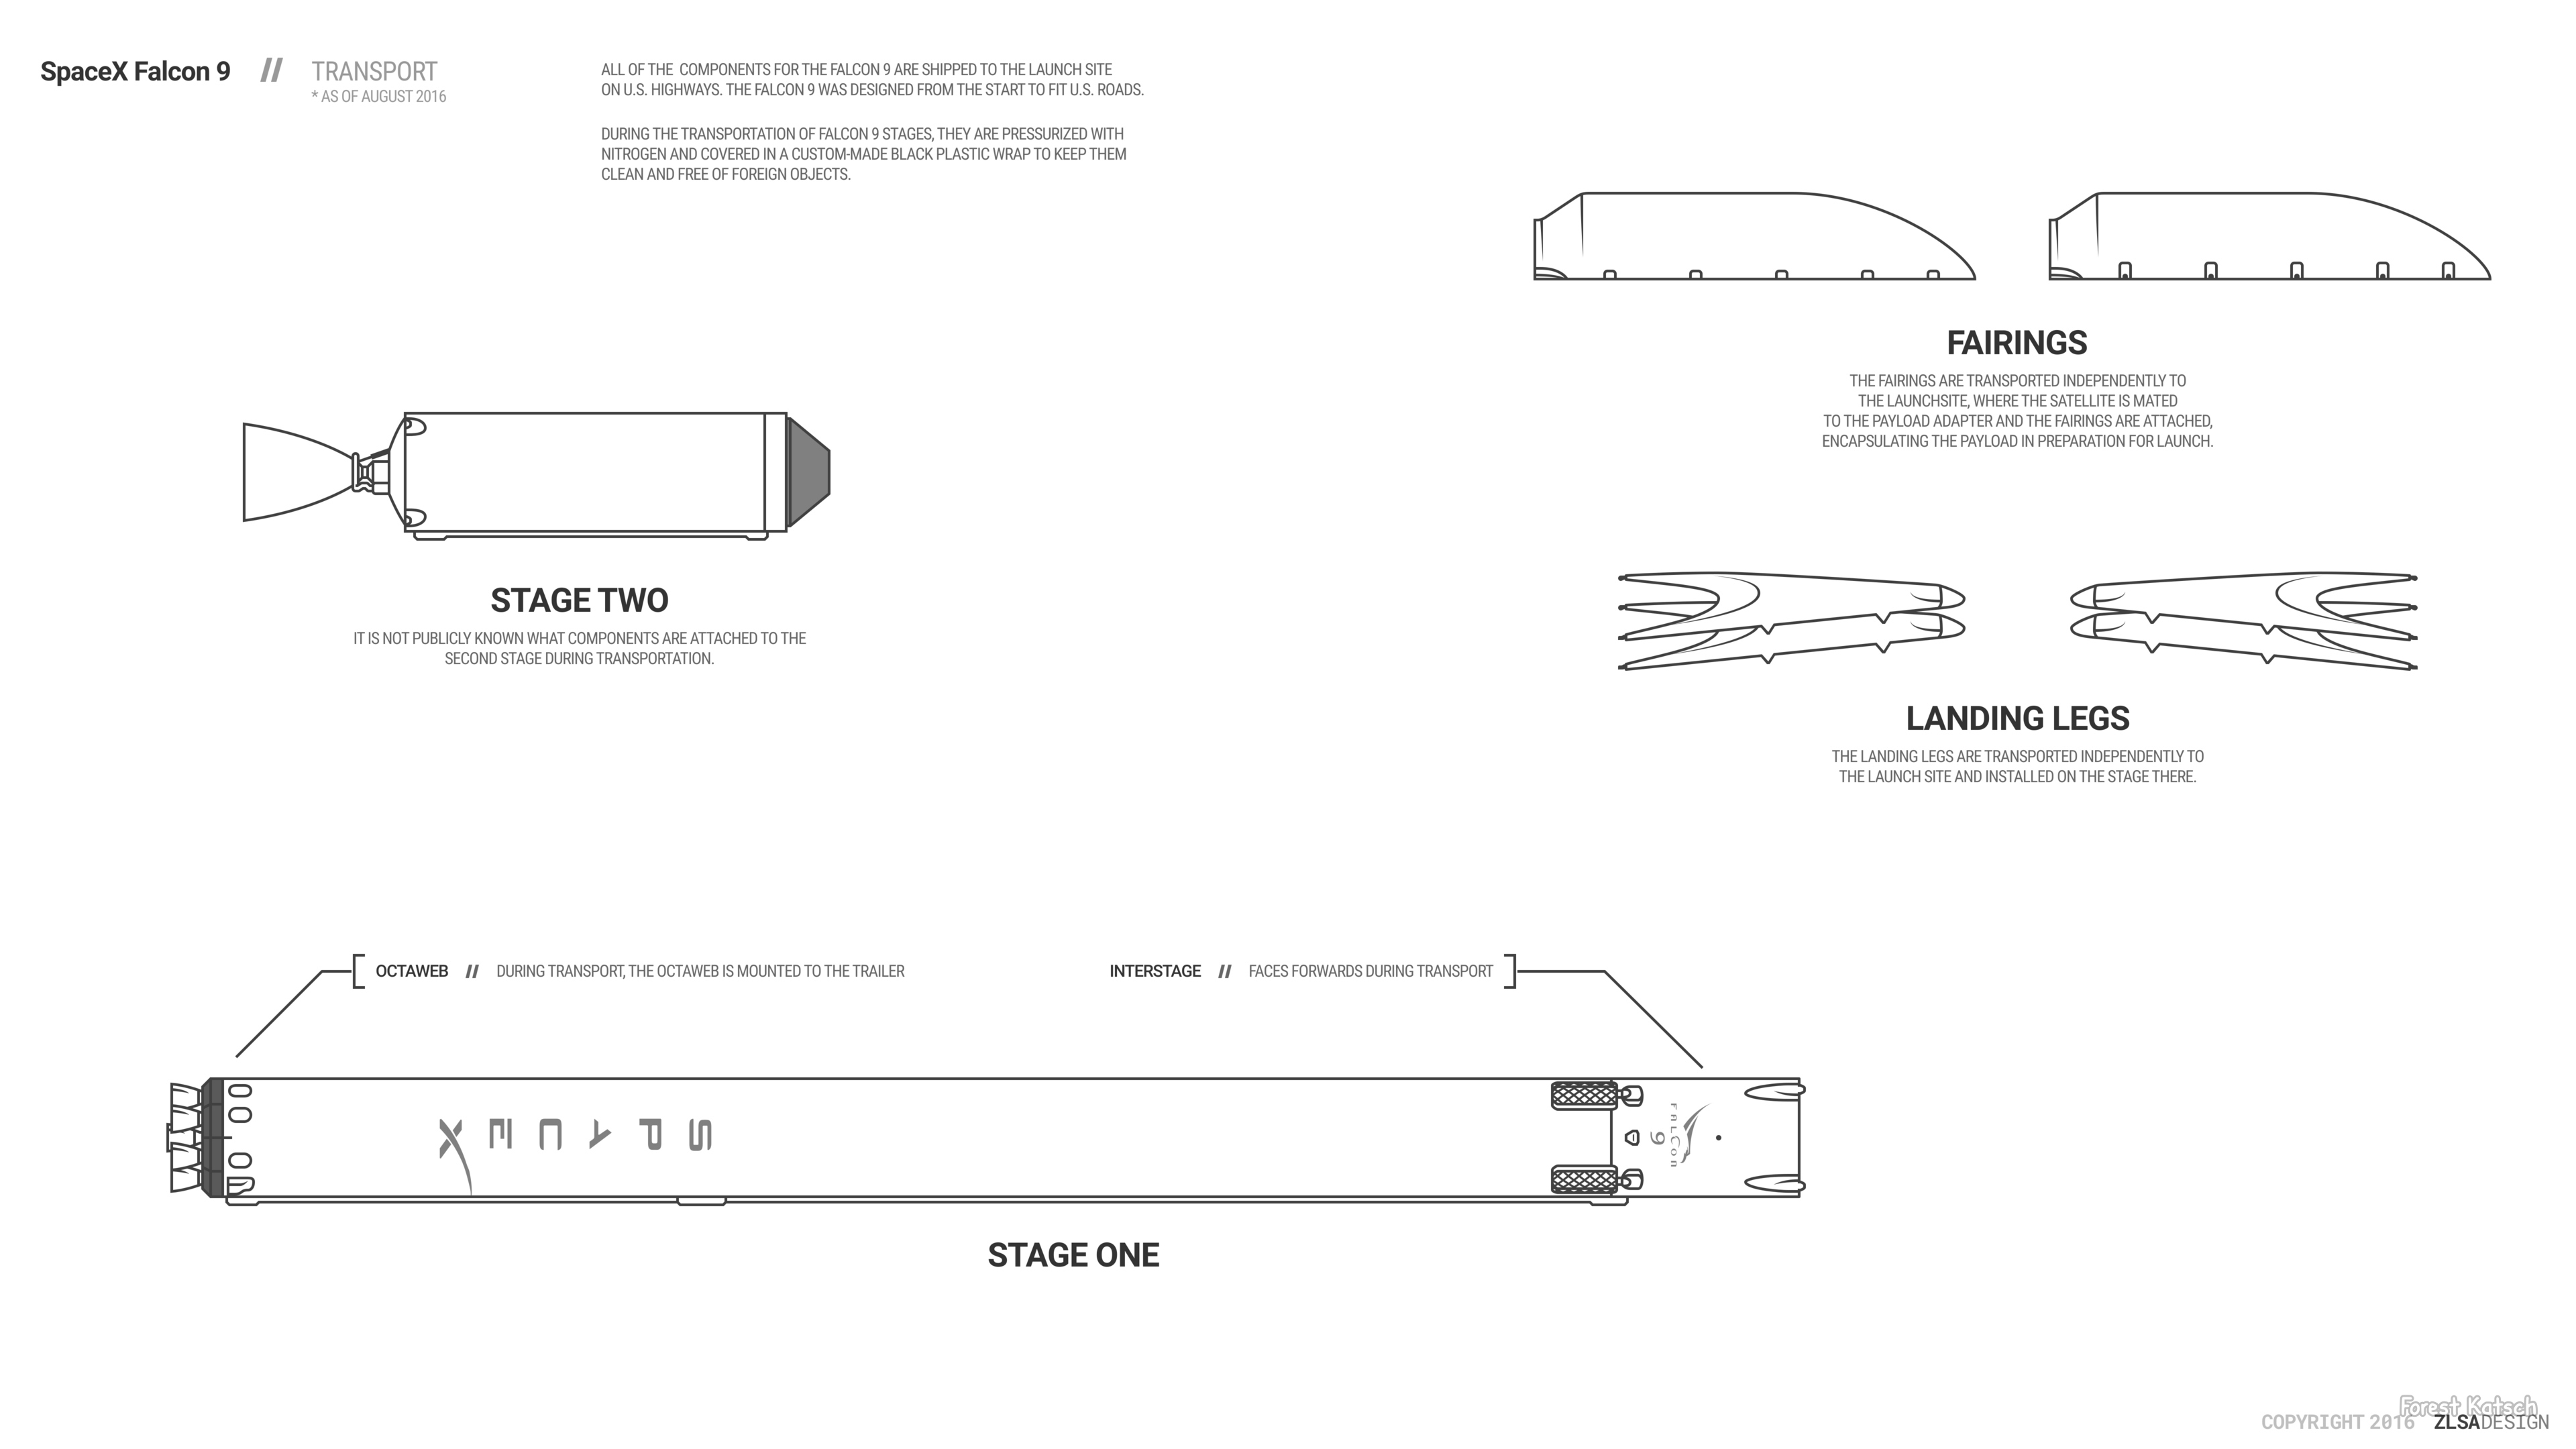 SpaceX Falcon 9 // TRANSPORT
* AS OF AUGUST 2016
ALL OF THE COMPONENTS FOR THE FALCON 9 ARE SHIPPED TO THE LAUNCH SITE
ON U.S. HIGHWAYS. THE FALCON 9 WAS DESIGNED FROM THE START TO FIT U.S. ROADS.
DURING THE TRANSPORTATION OF FALCON 9 STAGES, THEY ARE PRESSURIZED WITH
NITROGEN AND COVERED IN A CUSTOM-MADE BLACK PLASTIC WRAP TO KEEP THEM
CLEAN AND FREE OF FOREIGN OBJECTS.
FAIRINGS
THE FAIRINGS ARE TRANSPORTED INDEPENDENTLY TO
THE LAUNCHSITE, WHERE THE SATELLITE IS MATED
TO THE PAYLOAD ADAPTER AND THE FAIRINGS ARE ATTACHED,
ENCAPSULATING THE PAYLOAD IN PREPARATION FOR LAUNCH.
STAGE TWO
IT IS NOT PUBLICLY KNOWN WHAT COMPONENTS ARE ATTACHED TO THE
SECOND STAGE DURING TRANSPORTATION.
LANDING LEGS
THE LANDING LEGS ARE TRANSPORTED INDEPENDENTLY TO
THE LAUNCH SITE AND INSTALLED ON THE STAGE THERE.
OCTAWEB // DURING TRANSPORT, THE OCTAWEB IS MOUNTED TO THE TRAILER
INTERSTAGE // FACES FORWARDS DURING TRANSPORT
SPACEX
FALCON
9
STAGE ONE
Forest Katsch
COPYRIGHT 2016 ZLSADESIGN